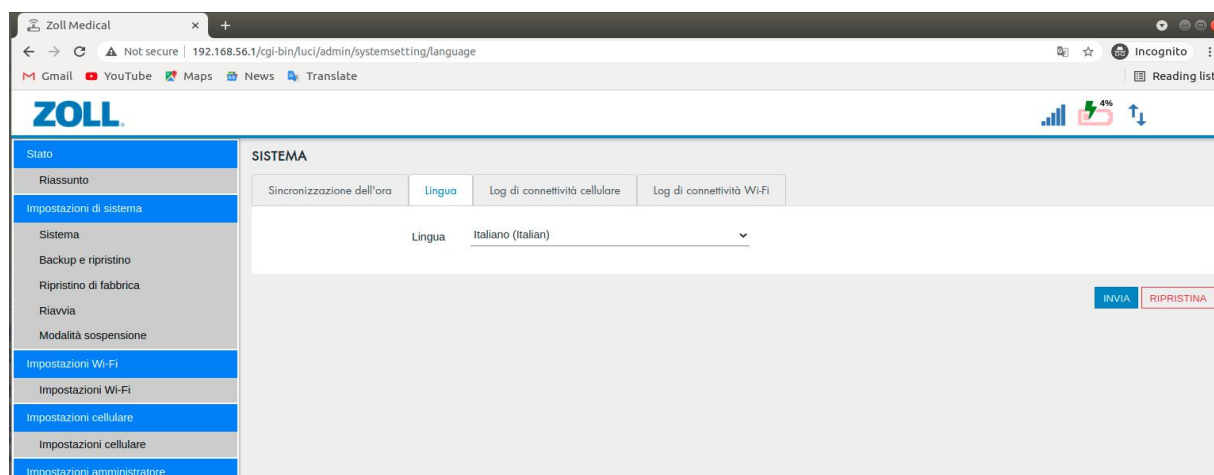 Zoll Medical
Not secure | 192.168.56.1/cgi-bin/luci/admin/systemsetting/language
Incognito
Gmail YouTube Maps News Translate
Reading list
ZOLL.
4%
Stato
Riassunto
Impostazioni di sistema
Sistema
Backup e ripristino
Ripristino di fabbrica
Riavvia
Modalità sospensione
Impostazioni Wi-Fi
Impostazioni Wi-Fi
Impostazioni cellulare
Impostazioni cellulare
Impostazioni amministratore
SISTEMA
Sincronizzazione dell'ora Lingua Log di connettività cellulare Log di connettività Wi-Fi
Lingua Italiano (Italian)
INVIA RIPRISTINA